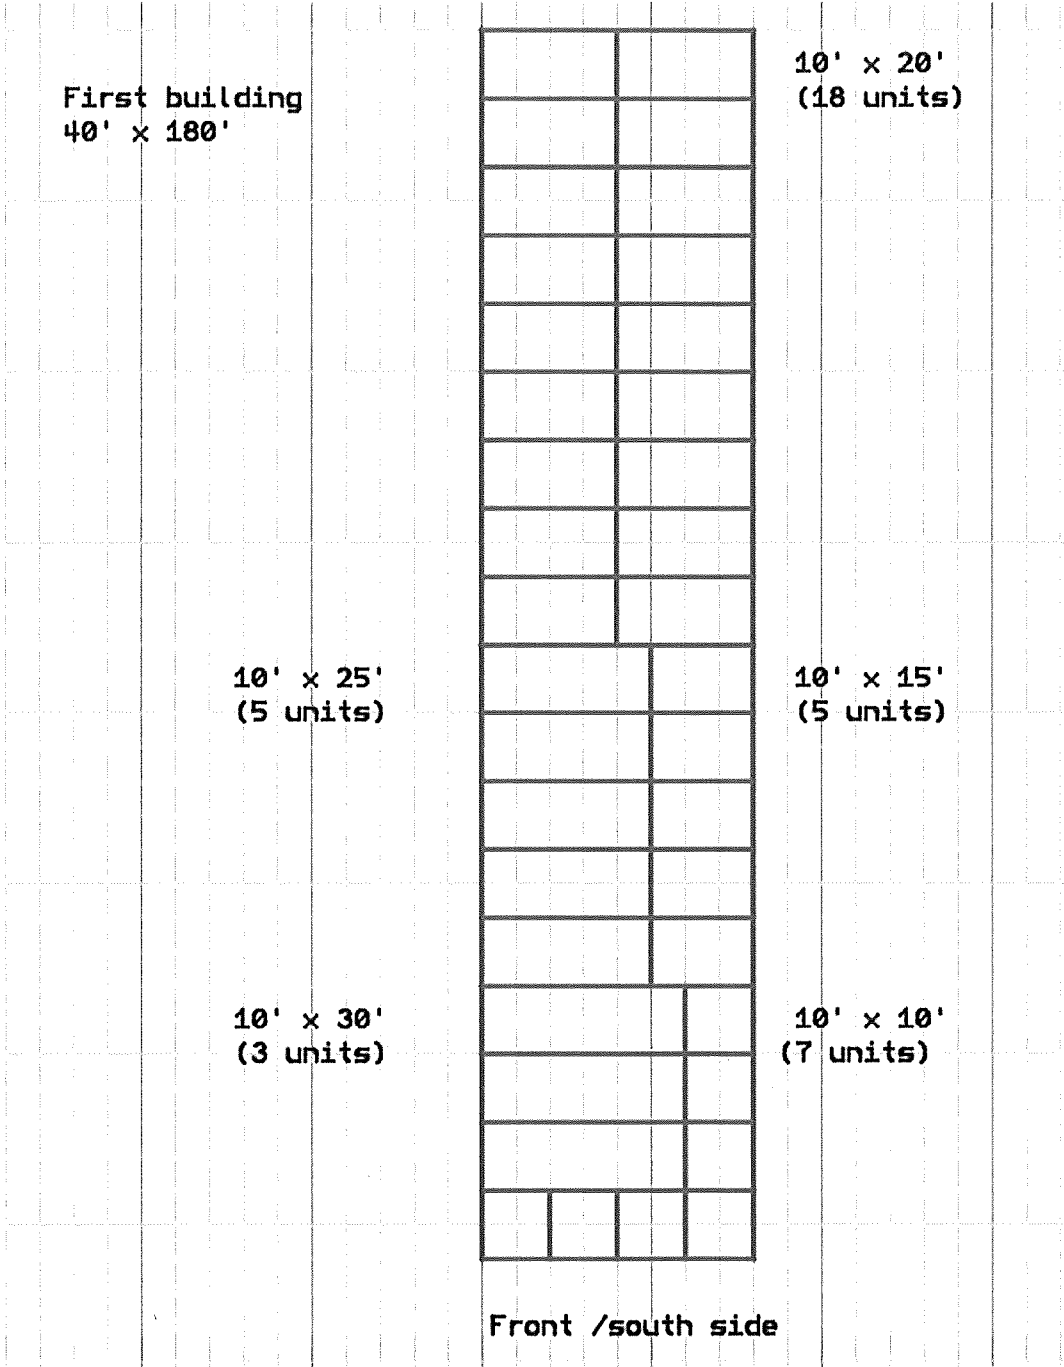 First building
40' x 180'
10' x 20'
(18 units)
10' x 25'
(5 units)
10' x 15'
(5 units)
10' x 30'
(3 units)
10' x 10'
(7 units)
Front /south side